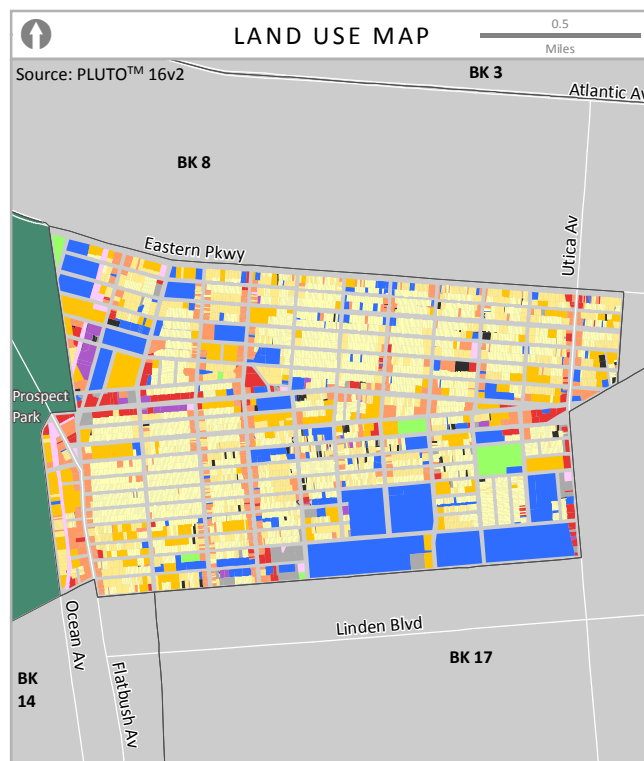 LAND USE MAP
0.5
Miles
Source: PLUTO™ 16v2
BK 3
Atlantic Av
BK 8
Eastern Pkwy
Utica Av
Prospect
Park
Linden Blvd
Ocean Av
Flatbush Av
BK 17
BK
14